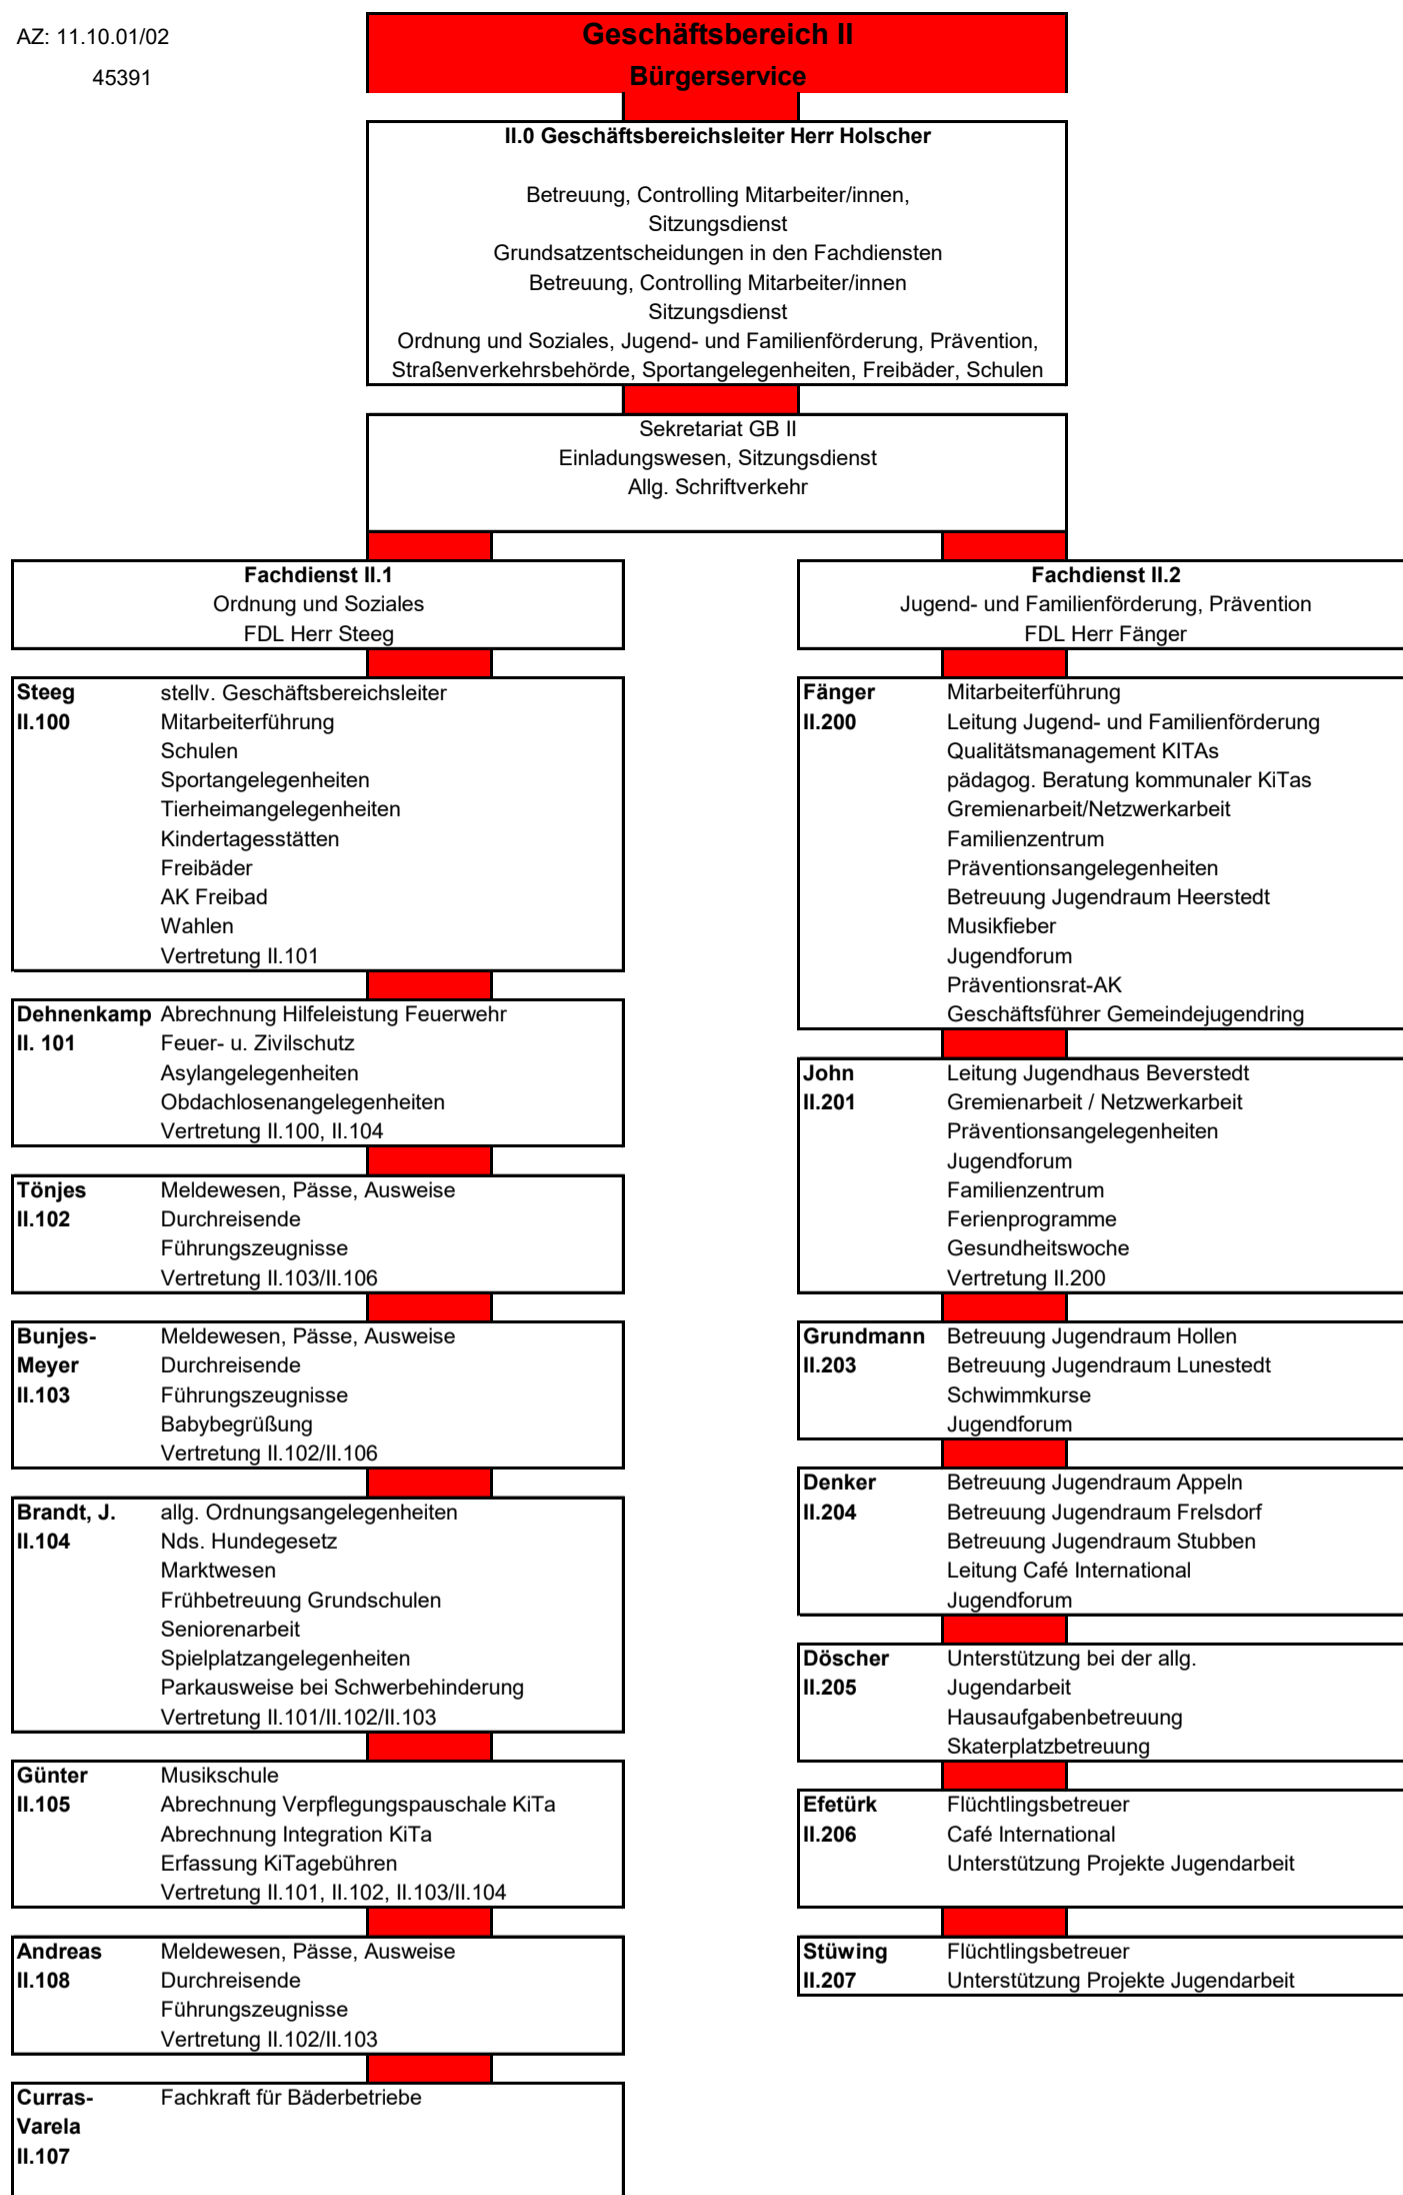 AZ: 11.10.01/02
45391
Geschäftsbereich II
Bürgerservice
II.0 Geschäftsbereichsleiter Herr Holscher
Betreuung, Controlling Mitarbeiter/innen,
Sitzungsdienst
Grundsatzentscheidungen in den Fachdiensten
Betreuung, Controlling Mitarbeiter/innen
Sitzungsdienst
Ordnung und Soziales, Jugend- und Familienförderung, Prävention,
Straßenverkehrsbehörde, Sportangelegenheiten, Freibäder, Schulen
Sekretariat GB II
Einladungswesen, Sitzungsdienst
Allg. Schriftverkehr
Fachdienst II.1
Ordnung und Soziales
FDL Herr Steeg
Steeg stellv. Geschäftsbereichsleiter
II.100 Mitarbeiterführung
Schulen
Sportangelegenheiten
Tierheimangelegenheiten
Kindertagesstätten
Freibäder
AK Freibad
Wahlen
Vertretung II.101
Dehnenkamp Abrechnung Hilfeleistung Feuerwehr
II. 101 Feuer- u. Zivilschutz
Asylangelegenheiten
Obdachlosenangelegenheiten
Vertretung II.100, II.104
Tönjes Meldewesen, Pässe, Ausweise
II.102 Durchreisende
Führungszeugnisse
Vertretung II.103/II.106
Bunjes- Meldewesen, Pässe, Ausweise
Meyer Durchreisende
II.103 Führungszeugnisse
Babybegrüßung
Vertretung II.102/II.106
Brandt, J. allg. Ordnungsangelegenheiten
II.104 Nds. Hundegesetz
Marktwesen
Frühbetreuung Grundschulen
Seniorenarbeit
Spielplatzangelegenheiten
Parkausweise bei Schwerbehinderung
Vertretung II.101/II.102/II.103
Günter Musikschule
II.105 Abrechnung Verpflegungspauschale KiTa
Abrechnung Integration KiTa
Erfassung KiTagebühren
Vertretung II.101, II.102, II.103/II.104
Andreas Meldewesen, Pässe, Ausweise
II.108 Durchreisende
Führungszeugnisse
Vertretung II.102/II.103
Curras- Fachkraft für Bäderbetriebe
Varela
II.107
Fachdienst II.2
Jugend- und Familienförderung, Prävention
FDL Herr Fänger
Fänger Mitarbeiterführung
II.200 Leitung Jugend- und Familienförderung
Qualitätsmanagement KITAs
pädagog. Beratung kommunaler KiTas
Gremienarbeit/Netzwerkarbeit
Familienzentrum
Präventionsangelegenheiten
Betreuung Jugendraum Heerstedt
Musikfieber
Jugendforum
Präventionsrat-AK
Geschäftsführer Gemeindejugendring
John Leitung Jugendhaus Beverstedt
II.201 Gremienarbeit / Netzwerkarbeit
Präventionsangelegenheiten
Jugendforum
Familienzentrum
Ferienprogramme
Gesundheitswoche
Vertretung II.200
Grundmann Betreuung Jugendraum Hollen
II.203 Betreuung Jugendraum Lunestedt
Schwimmkurse
Jugendforum
Denker Betreuung Jugendraum Appeln
II.204 Betreuung Jugendraum Frelsdorf
Betreuung Jugendraum Stubben
Leitung Café International
Jugendforum
Döscher Unterstützung bei der allg.
II.205 Jugendarbeit
Hausaufgabenbetreuung
Skaterplatzbetreuung
Efetürk Flüchtlingsbetreuer
II.206 Café International
Unterstützung Projekte Jugendarbeit
Stüwing Flüchtlingsbetreuer
II.207 Unterstützung Projekte Jugendarbeit